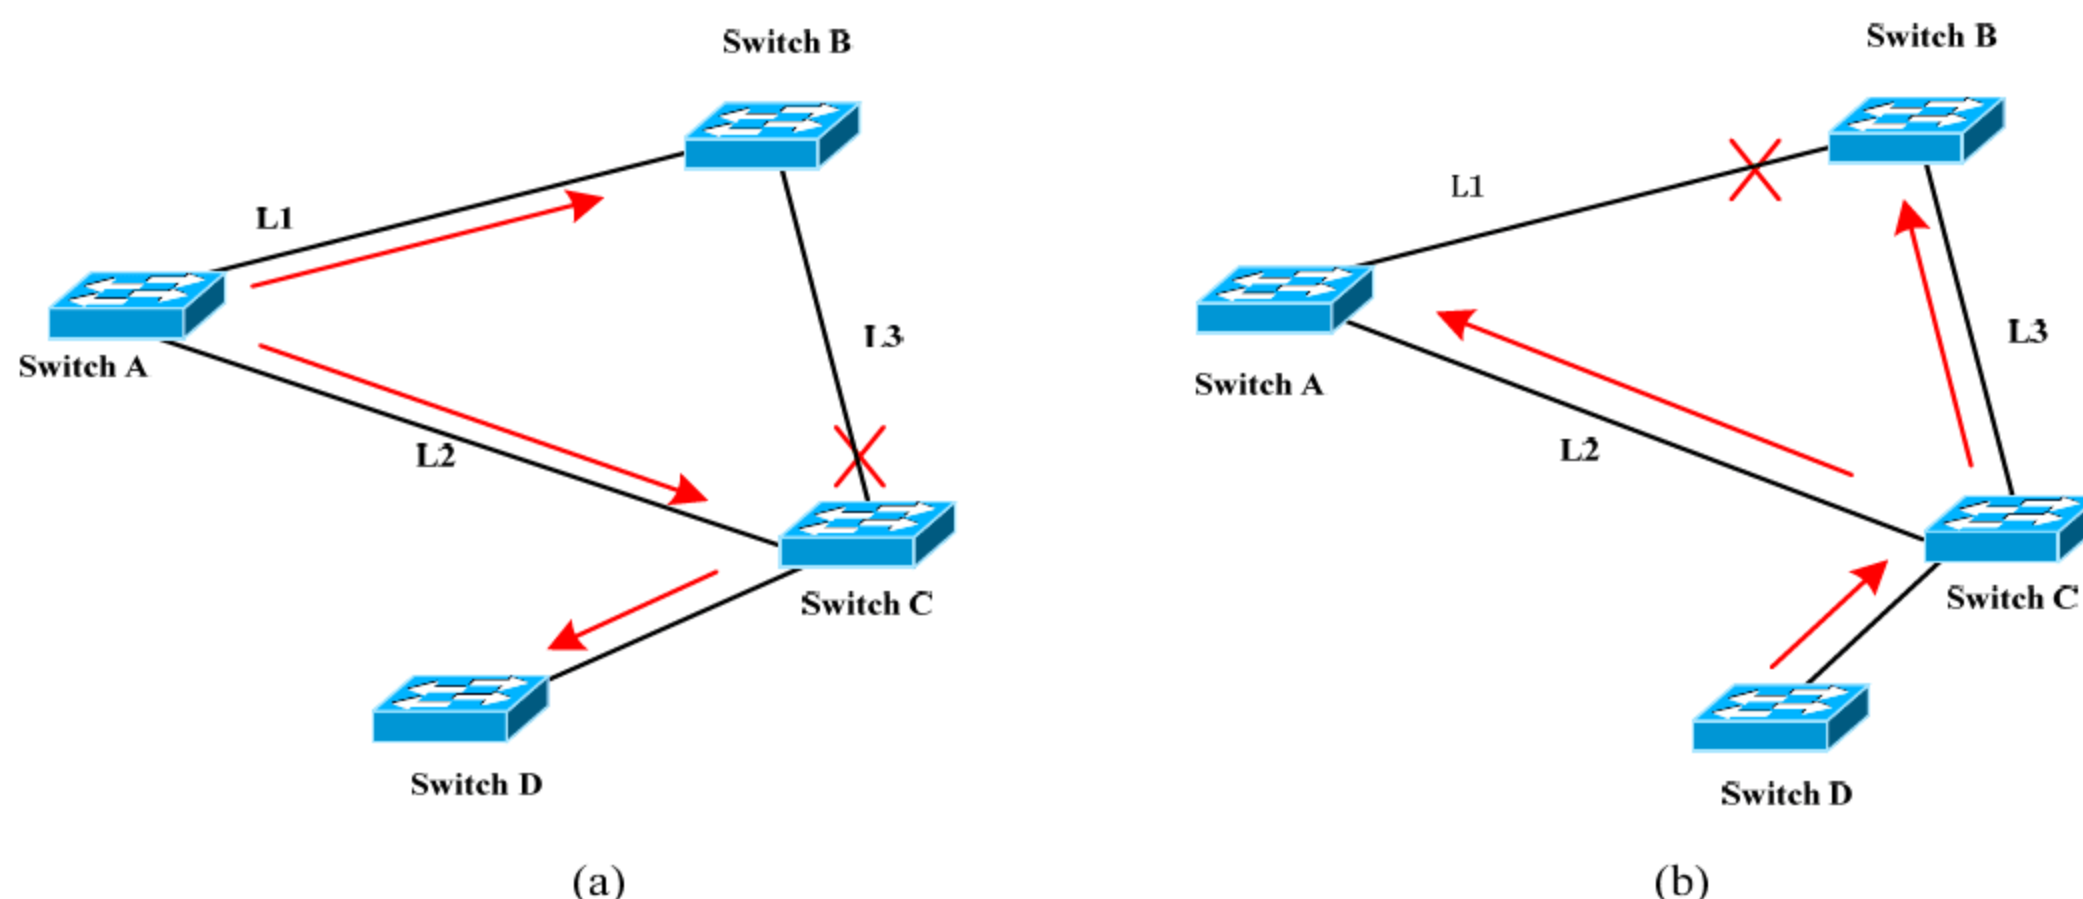 Switch B
L1
Switch A
L3
L2
Switch C
Switch D
(a)
Switch B
L1
L3
Switch A
L2
Switch C
Switch D
(b)